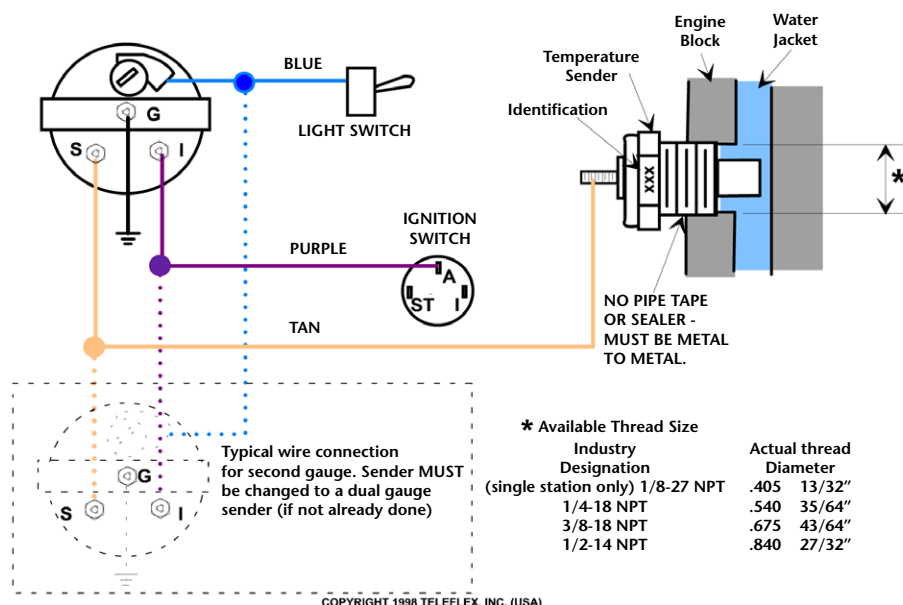 Engine
Block
Water
Jacket
Temperature
Sender
Identification
BLUE
LIGHT SWITCH
G
S
I
XXX
*
IGNITION
SWITCH
PURPLE
A
ST
I
TAN
NO PIPE TAPE
OR SEALER -
MUST BE METAL
TO METAL.
Typical wire connection
for second gauge. Sender MUST
be changed to a dual gauge
sender (if not already done)
G
S
I
* Available Thread Size
Industry
Designation
Actual thread
Diameter
(single station only) 1/8-27 NPT .405 13/32"
1/4-18 NPT .540 35/64"
3/8-18 NPT .675 43/64"
1/2-14 NPT .840 27/32"
COPYRIGHT 1998 TELEFLEX, INC. (USA)